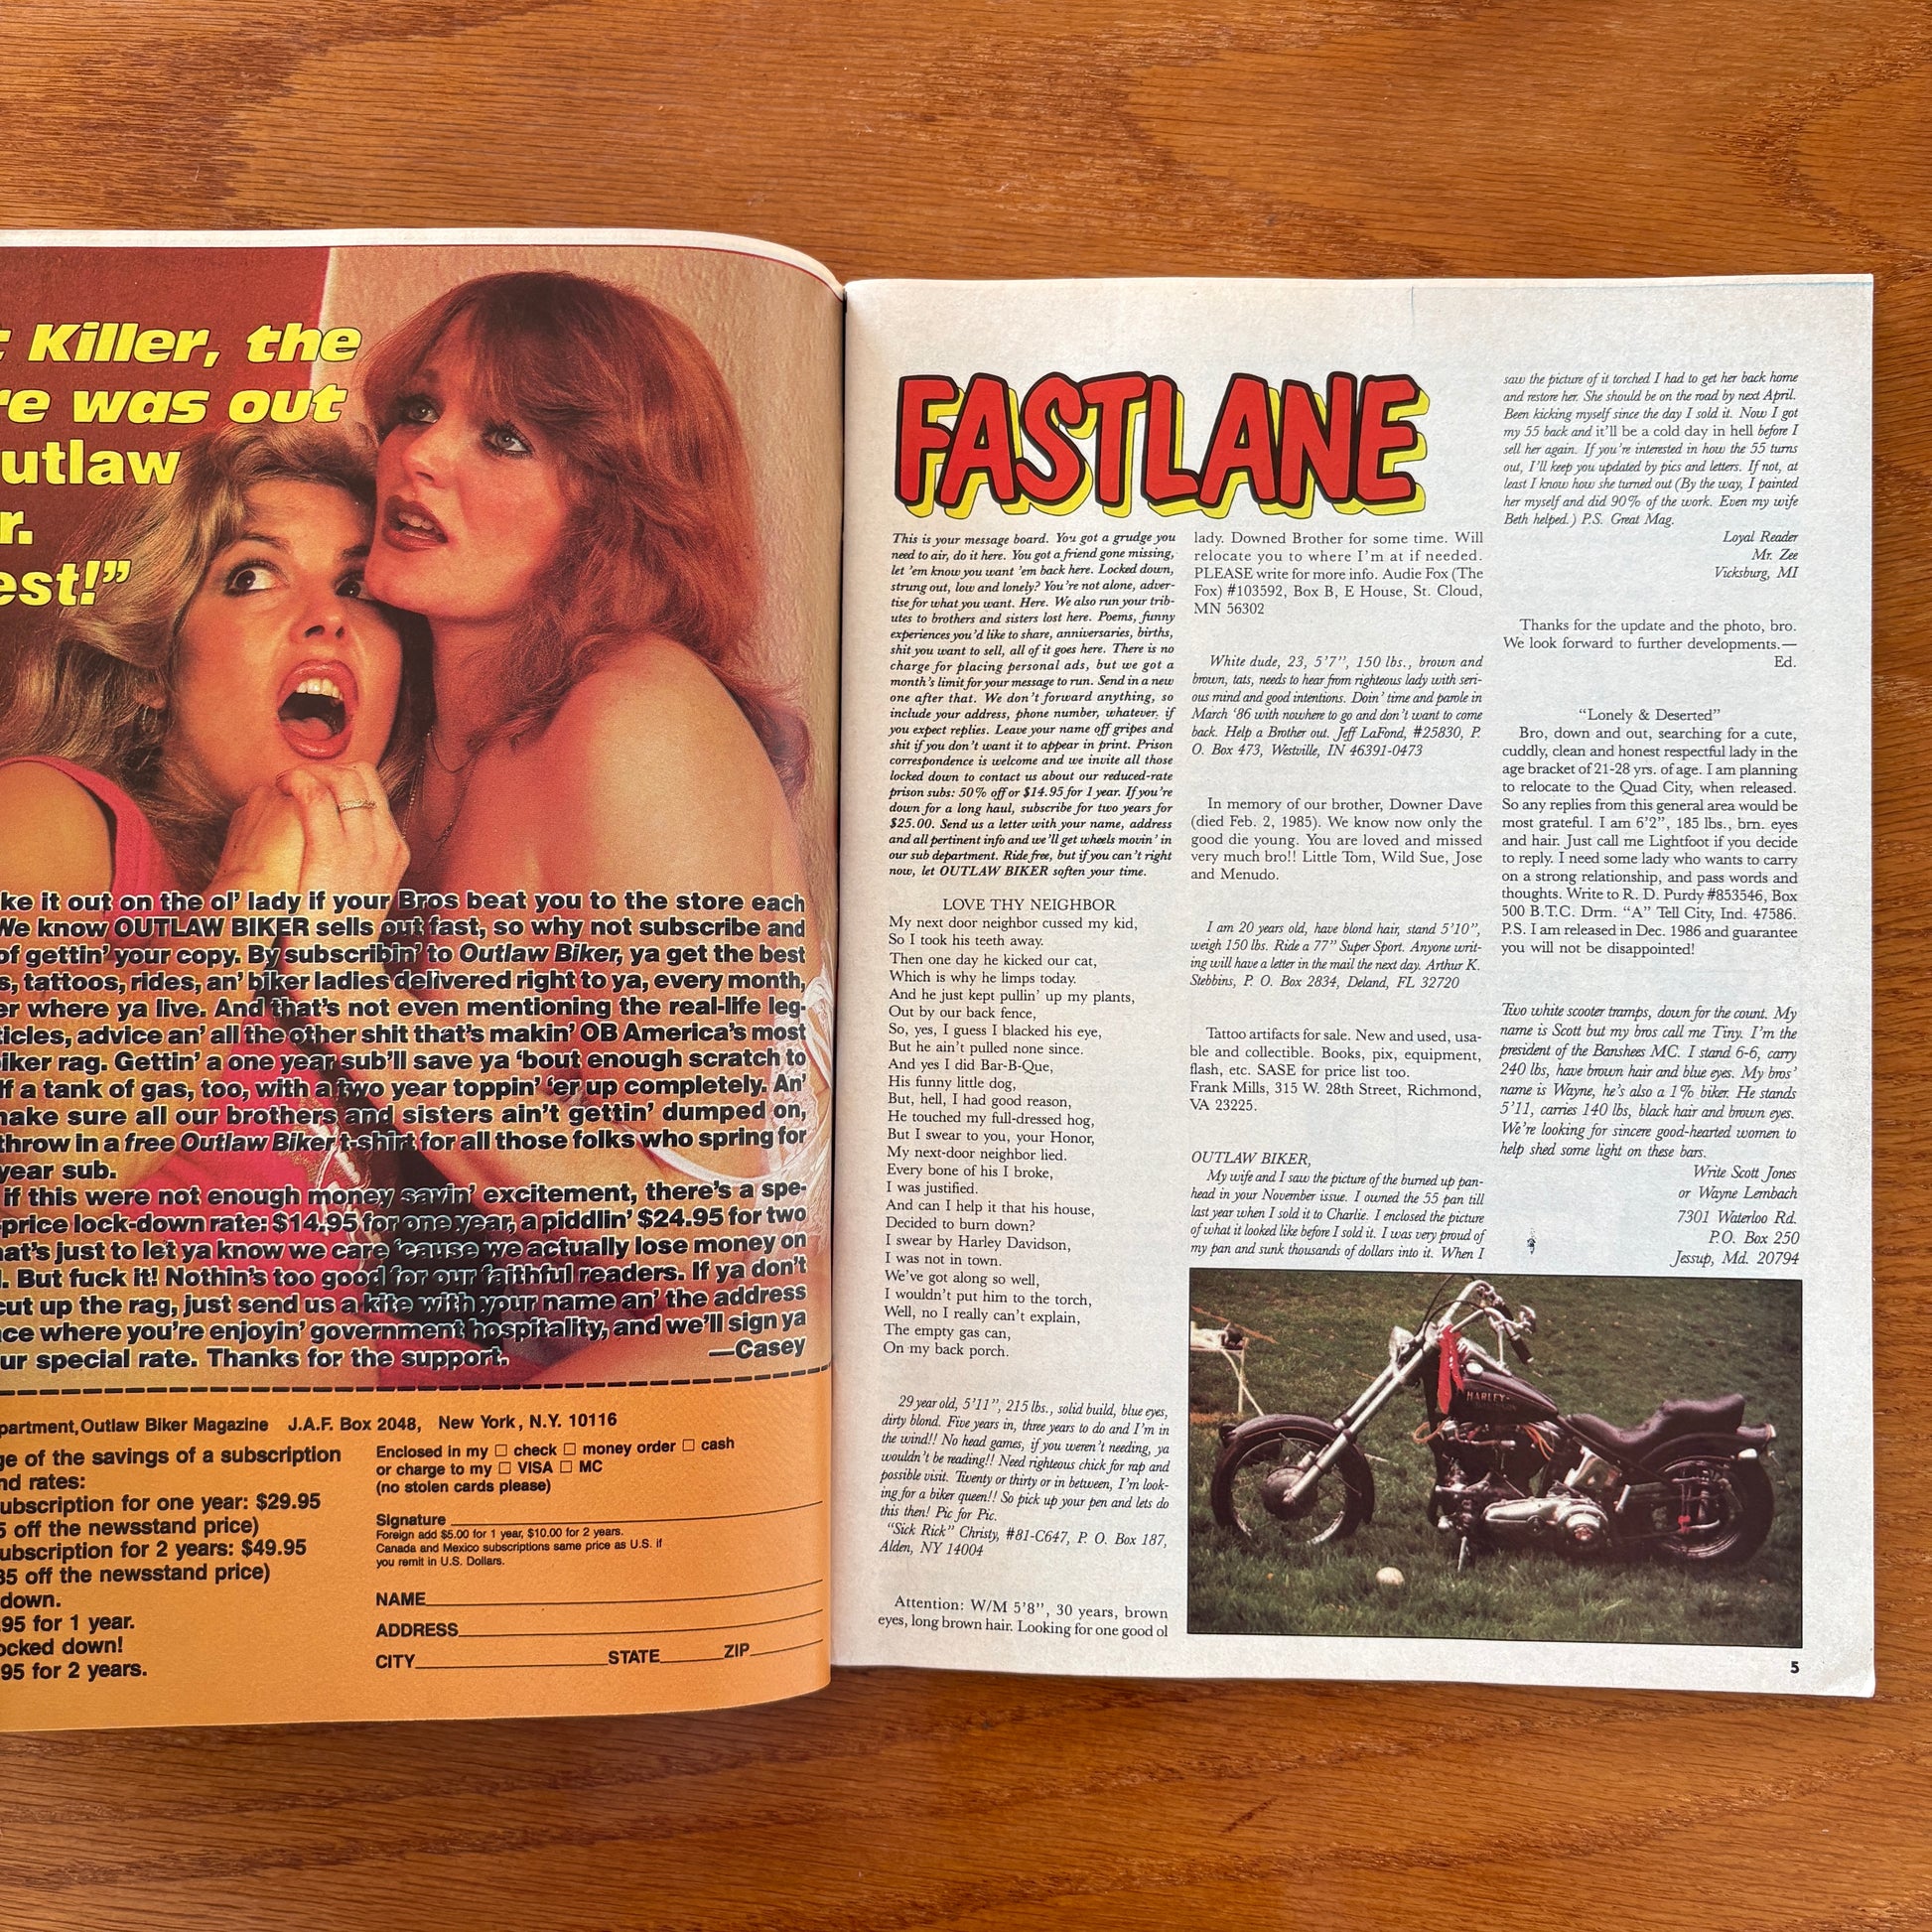 Killer, the
re was out
utlaw
r.
est!”
ke it out on the ol’ lady if your Bros beat you to the store each
We know OUTLAW BIKER sells out fast, so why not subscribe and
of gettin’ your copy. By subscribin’ to Outlaw Biker, ya get the best
s, tattoos, rides, an’ biker ladies delivered right to ya, every month,
er where ya live. And that’s not even mentioning the real-life leg-
ticles, advice an’ all the other shit that’s makin’ OB America’s most
biker rag. Gettin’ a one year sub’ll save ya ‘bout enough scratch to
lf a tank of gas, too, with a two year toppin’ ‘er up completely. An’
make sure all our brothers and sisters ain’t gettin’ dumped on,
throw in a free Outlaw Biker t-shirt for all those folks who spring for
year sub.
if this were not enough money savin’ excitement, there’s a spe-
price lock-down rate: $14.95 for one year, a piddlin’ $24.95 for two
hat’s just to let ya know we care ‘cause we actually lose money on
. But fuck it! Nothin’s too good for our faithful readers. If ya don’t
cut up the rag, just send us a kite with your name an’ the address
ce where you’re enjoyin’ government hospitality, and we’ll sign ya
ur special rate. Thanks for the support.
—Casey
partment, Outlaw Biker Magazine J.A.F. Box 2048, New York, N.Y. 10116
ge of the savings of a subscription
nd rates:
ubscription for one year: $29.95
5 off the newsstand price)
ubscription for 2 years: $49.95
35 off the newsstand price)
down.
.95 for 1 year.
ocked down!
.95 for 2 years.
Enclosed in my ☐ check ☐ money order ☐ cash
or charge to my ☐ VISA ☐ MC
(no stolen cards please)
Signature
Foreign add $5.00 for 1 year, $10.00 for 2 years.
Canada and Mexico subscriptions same price as U.S. if
you remit in U.S. Dollars.
NAME
ADDRESS
CITY STATE ZIP
FASTLANE
This is your message board. You got a grudge you
need to air, do it here. You got a friend gone missing,
let ’em know you want ’em back here. Locked down,
strung out, low and lonely? You’re not alone, adver-
tise for what you want. Here. We also run your trib-
utes to brothers and sisters lost here. Poems, funny
experiences you’d like to share, anniversaries, births,
shit you want to sell, all of it goes here. There is no
charge for placing personal ads, but we got a
month’s limit for your message to run. Send in a new
one after that. We don’t forward anything, so
include your address, phone number, whatever, if
you expect replies. Leave your name off gripes and
shit if you don’t want it to appear in print. Prison
correspondence is welcome and we invite all those
locked down to contact us about our reduced-rate
prison subs: 50% off or $14.95 for 1 year. If you’re
down for a long haul, subscribe for two years for
$25.00. Send us a letter with your name, address
and all pertinent info and we’ll get wheels movin’ in
our sub department. Ride free, but if you can’t right
now, let OUTLAW BIKER soften your time.
LOVE THY NEIGHBOR
My next door neighbor cussed my kid,
So I took his teeth away.
Then one day he kicked our cat,
Which is why he limps today.
And he just kept pullin’ up my plants,
Out by our back fence,
So, yes, I guess I blacked his eye,
But he ain’t pulled none since.
And yes I did Bar-B-Que,
His funny little dog,
But, hell, I had good reason,
He touched my full-dressed hog,
But I swear to you, your Honor,
My next-door neighbor lied.
Every bone of his I broke,
I was justified.
And can I help it that his house,
Decided to burn down?
I swear by Harley Davidson,
I was not in town.
We’ve got along so well,
I wouldn’t put him to the torch,
Well, no I really can’t explain,
The empty gas can,
On my back porch.
29 year old, 5’11”, 215 lbs., solid build, blue eyes,
dirty blond. Five years in, three years to do and I’m in
the wind!! No head games, if you weren’t needing, ya
wouldn’t be reading!! Need righteous chick for rap and
possible visit. Twenty or thirty or in between, I’m look-
ing for a biker queen!! So pick up your pen and lets do
this then! Pic for Pic.
“Sick Rick” Christy, #81-C647, P. O. Box 187,
Alden, NY 14004
Attention: W/M 5’8”, 30 years, brown
eyes, long brown hair. Looking for one good ol
lady. Downed Brother for some time. Will
relocate you to where I’m at if needed.
PLEASE write for more info. Audie Fox (The
Fox) #103592, Box B, E House, St. Cloud,
MN 56302
White dude, 23, 5’7”, 150 lbs., brown and
brown, tats, needs to hear from righteous lady with seri-
ous mind and good intentions. Doin’ time and parole in
March ‘86 with nowhere to go and don’t want to come
back. Help a Brother out. Jeff LaFond, #25830, P.
O. Box 473, Westville, IN 46391-0473
In memory of our brother, Downer Dave
(died Feb. 2, 1985). We know now only the
good die young. You are loved and missed
very much bro!! Little Tom, Wild Sue, Jose
and Menudo.
I am 20 years old, have blond hair, stand 5’10”,
weigh 150 lbs. Ride a 77” Super Sport. Anyone writ-
ing will have a letter in the mail the next day. Arthur K.
Stebbins, P. O. Box 2834, Deland, FL 32720
Tattoo artifacts for sale. New and used, usa-
ble and collectible. Books, pix, equipment,
flash, etc. SASE for price list too.
Frank Mills, 315 W. 28th Street, Richmond,
VA 23225.
OUTLAW BIKER,
My wife and I saw the picture of the burned up pan-
head in your November issue. I owned the 55 pan till
last year when I sold it to Charlie. I enclosed the picture
of what it looked like before I sold it. I was very proud of
my pan and sunk thousands of dollars into it. When I
saw the picture of it torched I had to get her back home
and restore her. She should be on the road by next April.
Been kicking myself since the day I sold it. Now I got
my 55 back and it’ll be a cold day in hell before I
sell her again. If you’re interested in how the 55 turns
out, I’ll keep you updated by pics and letters. If not, at
least I know how she turned out (By the way, I painted
her myself and did 90% of the work. Even my wife
Beth helped.) P.S. Great Mag.
Loyal Reader
Mr. Zee
Vicksburg, MI
Thanks for the update and the photo, bro.
We look forward to further developments.—
Ed.
“Lonely & Deserted”
Bro, down and out, searching for a cute,
cuddly, clean and honest respectful lady in the
age bracket of 21-28 yrs. of age. I am planning
to relocate to the Quad City, when released.
So any replies from this general area would be
most grateful. I am 6’2”, 185 lbs., brn. eyes
and hair. Just call me Lightfoot if you decide
to reply. I need some lady who wants to carry
on a strong relationship, and pass words and
thoughts. Write to R. D. Purdy #853546, Box
500 B.T.C. Drm. “A” Tell City, Ind. 47586.
P.S. I am released in Dec. 1986 and guarantee
you will not be disappointed!
Two white scooter tramps, down for the count. My
name is Scott but my bros call me Tiny. I’m the
president of the Banshees MC. I stand 6-6, carry
240 lbs, have brown hair and blue eyes. My bros’
name is Wayne, he’s also a 1% biker. He stands
5’11, carries 140 lbs, black hair and brown eyes.
We’re looking for sincere good-hearted women to
help shed some light on these bars.
Write Scott Jones
or Wayne Lembach
7301 Waterloo Rd.
P.O. Box 250
Jessup, Md. 20794
HARLEY-
5